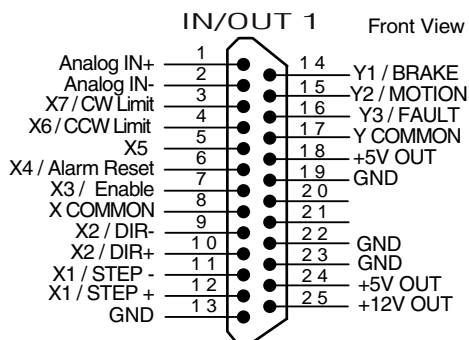 IN/OUT 1 Front View
Analog IN+ 1
Analog IN- 2
X7 / CW Limit 3
X6 / CCW Limit 4
X5 5
X4 / Alarm Reset 6
X3 / Enable 7
X COMMON 8
X2 / DIR- 9
X2 / DIR+ 10
X1 / STEP - 11
X1 / STEP + 12
GND 13
14 Y1 / BRAKE
15 Y2 / MOTION
16 Y3 / FAULT
17 Y COMMON
18 +5V OUT
19 GND
20
21
22 GND
23 GND
24 +5V OUT
25 +12V OUT